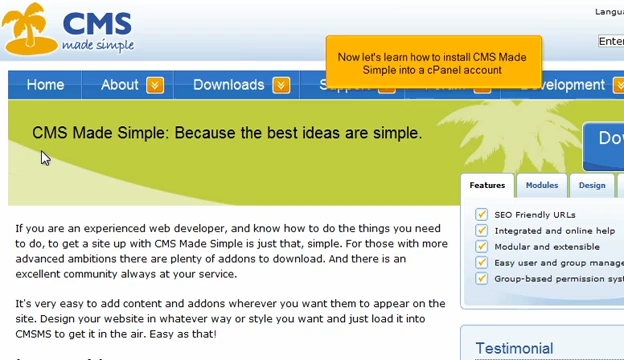 CMS
made simple
Langua
Enter
Now let's learn how to install CMS Made
Simple into a cPanel account
Home
About
Downloads
Support
Forum
Development
CMS Made Simple: Because the best ideas are simple.
Do
Features
Modules
Design
SEO Friendly URLs
Integrated and online help
Modular and extensible
Easy user and group manage
Group-based permission syst
If you are an experienced web developer, and know how to do the things you need
to do, to get a site up with CMS Made Simple is just that, simple. For those with more
advanced ambitions there are plenty of addons to download. And there is an
excellent community always at your service.
It's very easy to add content and addons wherever you want them to appear on the
site. Design your website in whatever way or style you want and just load it into
CMSMS to get it in the air. Easy as that!
Testimonial